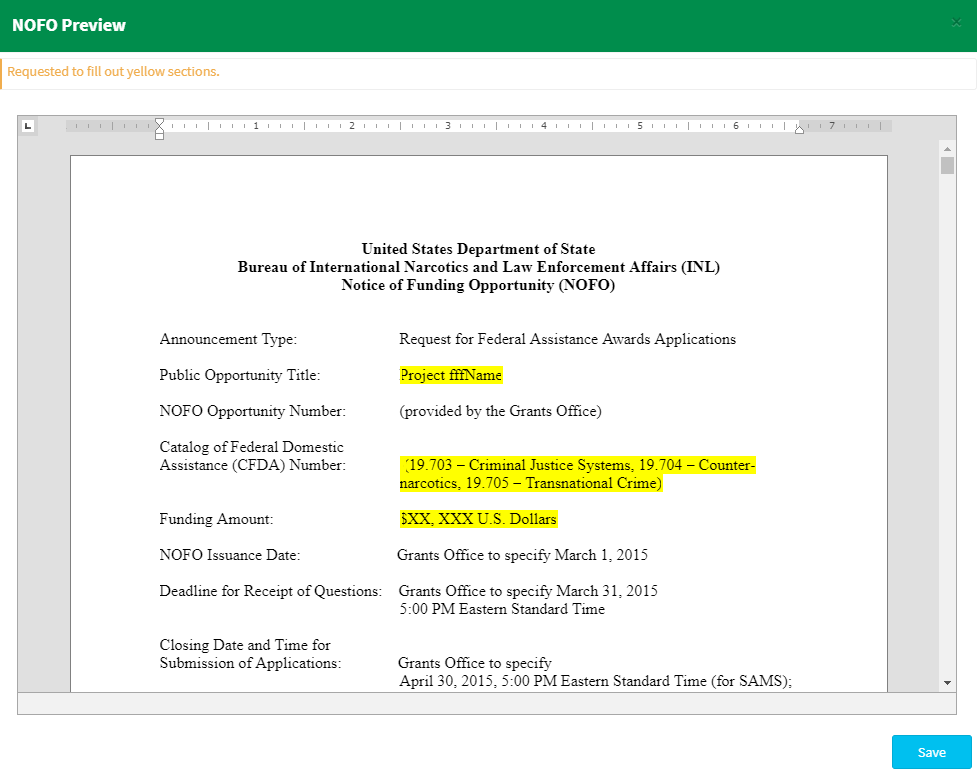 NOFO Preview
×
Requested to fill out yellow sections.
L
1 2 3 4 5 6 7
United States Department of State
Bureau of International Narcotics and Law Enforcement Affairs (INL)
Notice of Funding Opportunity (NOFO)
Announcement Type: Request for Federal Assistance Awards Applications
Public Opportunity Title: Project fffName
NOFO Opportunity Number: (provided by the Grants Office)
Catalog of Federal Domestic
Assistance (CFDA) Number: (19.703 – Criminal Justice Systems, 19.704 – Counter-
narcotics, 19.705 – Transnational Crime)
Funding Amount: $XX, XXX U.S. Dollars
NOFO Issuance Date: Grants Office to specify March 1, 2015
Deadline for Receipt of Questions: Grants Office to specify March 31, 2015
5:00 PM Eastern Standard Time
Closing Date and Time for
Submission of Applications: Grants Office to specify
April 30, 2015, 5:00 PM Eastern Standard Time (for SAMS);
Save